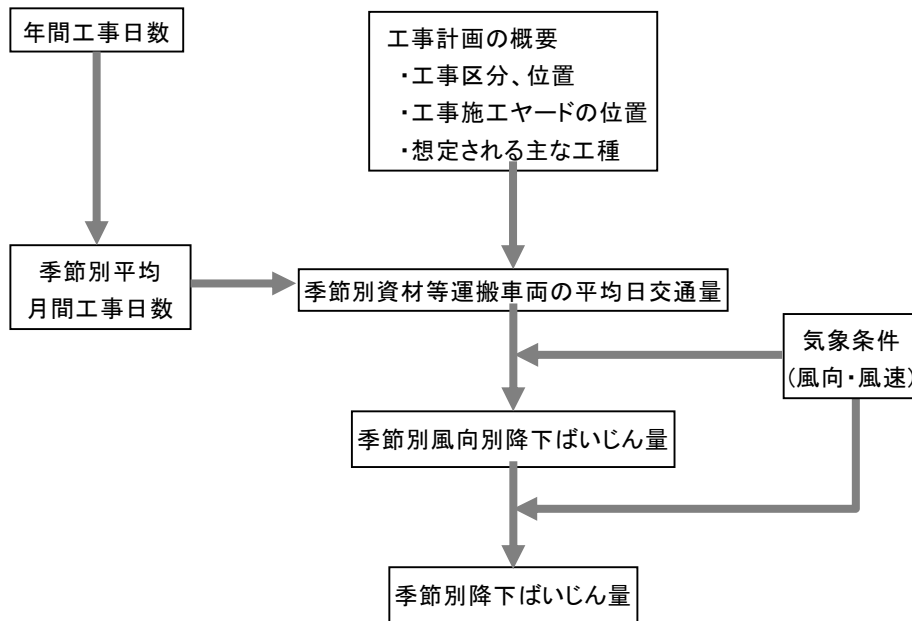 年間工事日数
工事計画の概要
・工事区分、位置
・工事施工ヤードの位置
・想定される主な工種
季節別平均
月間工事日数
季節別資材等運搬車両の平均日交通量
気象条件
(風向・風速)
季節別風向別降下ばいじん量
季節別降下ばいじん量